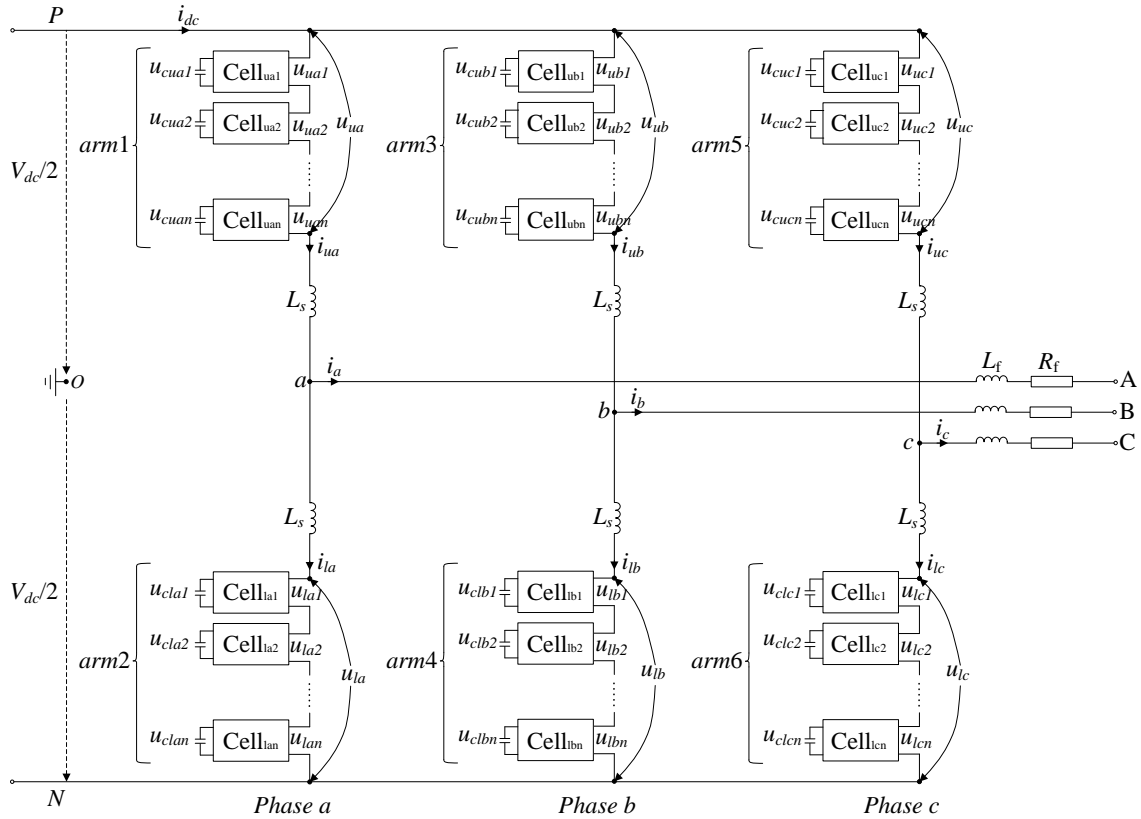 P i_dc
u_cua1 Cell_ua1 u_ua1 u_cub1 Cell_ub1 u_ub1 u_cuc1 Cell_uc1 u_uc1
u_cua2 Cell_ua2 u_ua2 u_cub2 Cell_ub2 u_ub2 u_cuc2 Cell_uc2 u_uc2
arm1 u_ua arm3 u_ub arm5 u_uc
V_dc/2
u_cuan Cell_uan u_uan u_cubn Cell_ubn u_ubn u_cucn Cell_ucn u_ucn
i_ua i_ub i_uc
L_s L_s L_s
O a i_a L_f R_f A
b i_b B
c i_c C
L_s L_s L_s
i_la i_lb i_lc
V_dc/2
u_cla1 Cell_la1 u_la1 u_clb1 Cell_lb1 u_lb1 u_clc1 Cell_lc1 u_lc1
u_cla2 Cell_la2 u_la2 u_clb2 Cell_lb2 u_lb2 u_clc2 Cell_lc2 u_lc2
arm2 u_la arm4 u_lb arm6 u_lc
u_clan Cell_lan u_lan u_clbn Cell_lbn u_lbn u_clcn Cell_lcn u_lcn
N Phase a Phase b Phase c